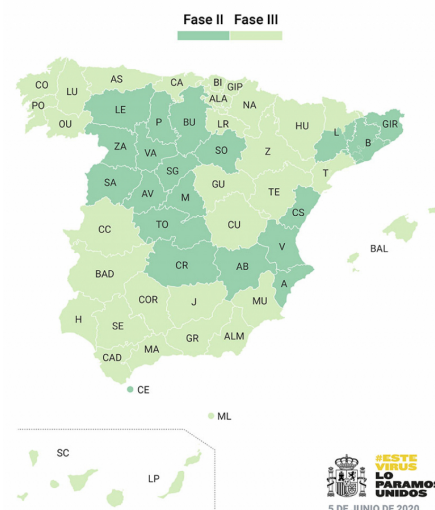 Fase II Fase III
CO
LU
AS
CA
BI
GIP
PO
OU
LE
P
BU
ALA
NA
LR
HU
L
GIR
B
ZA
VA
SO
Z
T
SA
AV
SG
M
GU
TE
CS
CC
TO
CU
V
BAL
BAD
CR
AB
A
H
COR
J
MU
SE
GR
ALM
CAD
MA
CE
ML
SC
LP
#ESTE
VIRUS
LO
PARAMOS
UNIDOS
5 DE JUNIO DE 2020